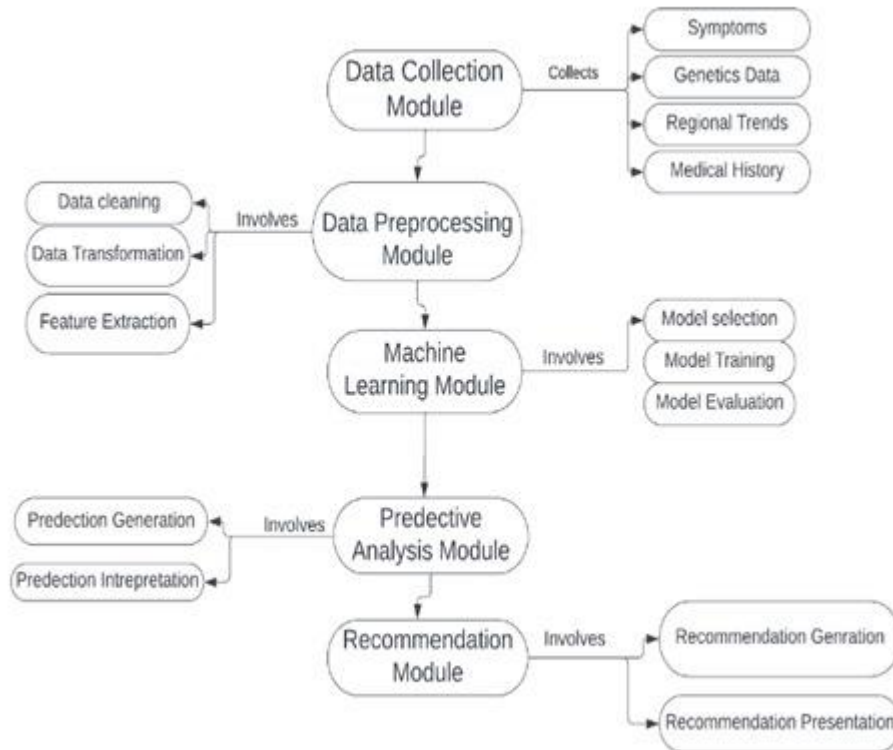 Data Collection
Module
Collects
Symptoms
Genetics Data
Regional Trends
Medical History
Data Preprocessing
Module
Involves
Data cleaning
Data Transformation
Feature Extraction
Machine
Learning Module
Involves
Model selection
Model Training
Model Evaluation
Predective
Analysis Module
Involves
Predection Generation
Predection Intrepretation
Recommendation
Module
Involves
Recommendation Genration
Recommendation Presentation